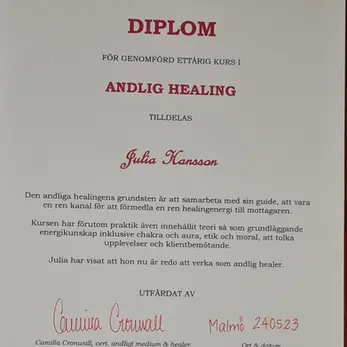 DIPLOM
FÖR GENOMFÖRD ETTÅRIG KURS I
ANDLIG HEALING
TILLDELAS
Julia Hansson
Den andliga healingens grundsten är att samarbeta med sin guide, att vara
en ren kanal för att förmedla en ren healingenergi till mottagaren.
Kursen har förutom praktik även innehållit teori så som grundläggande
energikunskap inklusive chakra och aura, etik och moral, att tolka
upplevelser och klientbemötande.
Julia har visat att hon nu är redo att verka som andlig healer.
UTFÄRDAT AV
Camilla Cronwall Malmö 240523
Camilla Cronwall, cert. andligt medium & healer Ort & datum